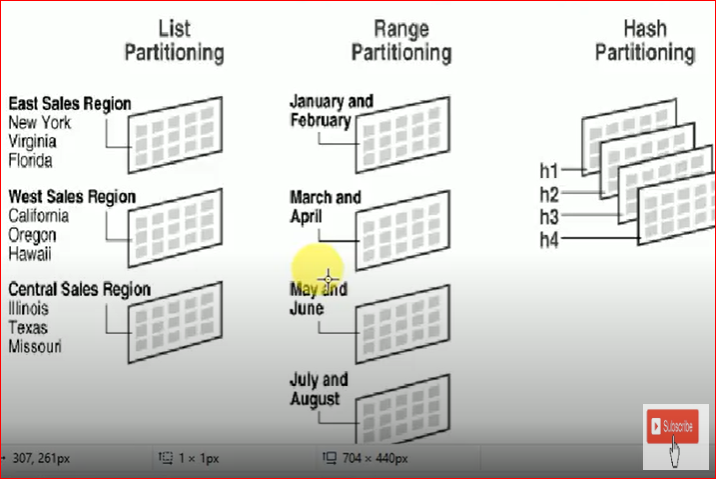 List
Partitioning
East Sales Region
New York
Virginia
Florida
West Sales Region
California
Oregon
Hawaii
Central Sales Region
Illinois
Texas
Missouri
Range
Partitioning
January and
February
March and
April
May and
June
July and
August
Hash
Partitioning
h1
h2
h3
h4
Subscribe
307, 261px
1 × 1px
704 × 440px